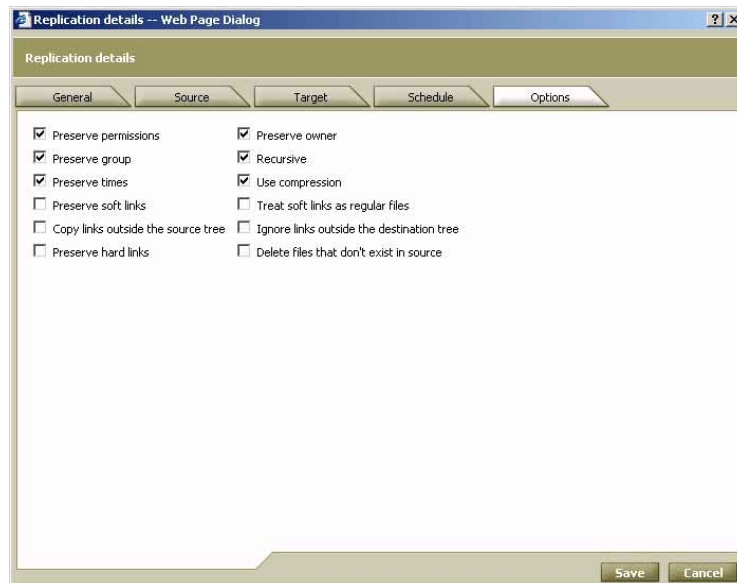 Replication details -- Web Page Dialog
Replication details
General Source Target Schedule Options
Preserve permissions Preserve owner
Preserve group Recursive
Preserve times Use compression
Preserve soft links Treat soft links as regular files
Copy links outside the source tree Ignore links outside the destination tree
Preserve hard links Delete files that don't exist in source
Save Cancel